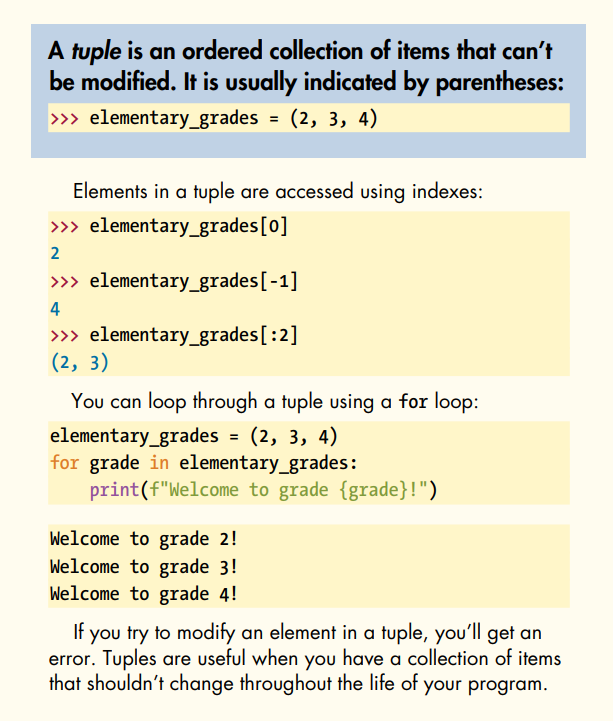 A tuple is an ordered collection of items that can’t
be modified. It is usually indicated by parentheses:
>>> elementary_grades = (2, 3, 4)
Elements in a tuple are accessed using indexes:
>>> elementary_grades[0]
2
>>> elementary_grades[-1]
4
>>> elementary_grades[:2]
(2, 3)
You can loop through a tuple using a for loop:
elementary_grades = (2, 3, 4)
for grade in elementary_grades:
    print(f"Welcome to grade {grade}!")
Welcome to grade 2!
Welcome to grade 3!
Welcome to grade 4!
If you try to modify an element in a tuple, you’ll get an
error. Tuples are useful when you have a collection of items
that shouldn’t change throughout the life of your program.